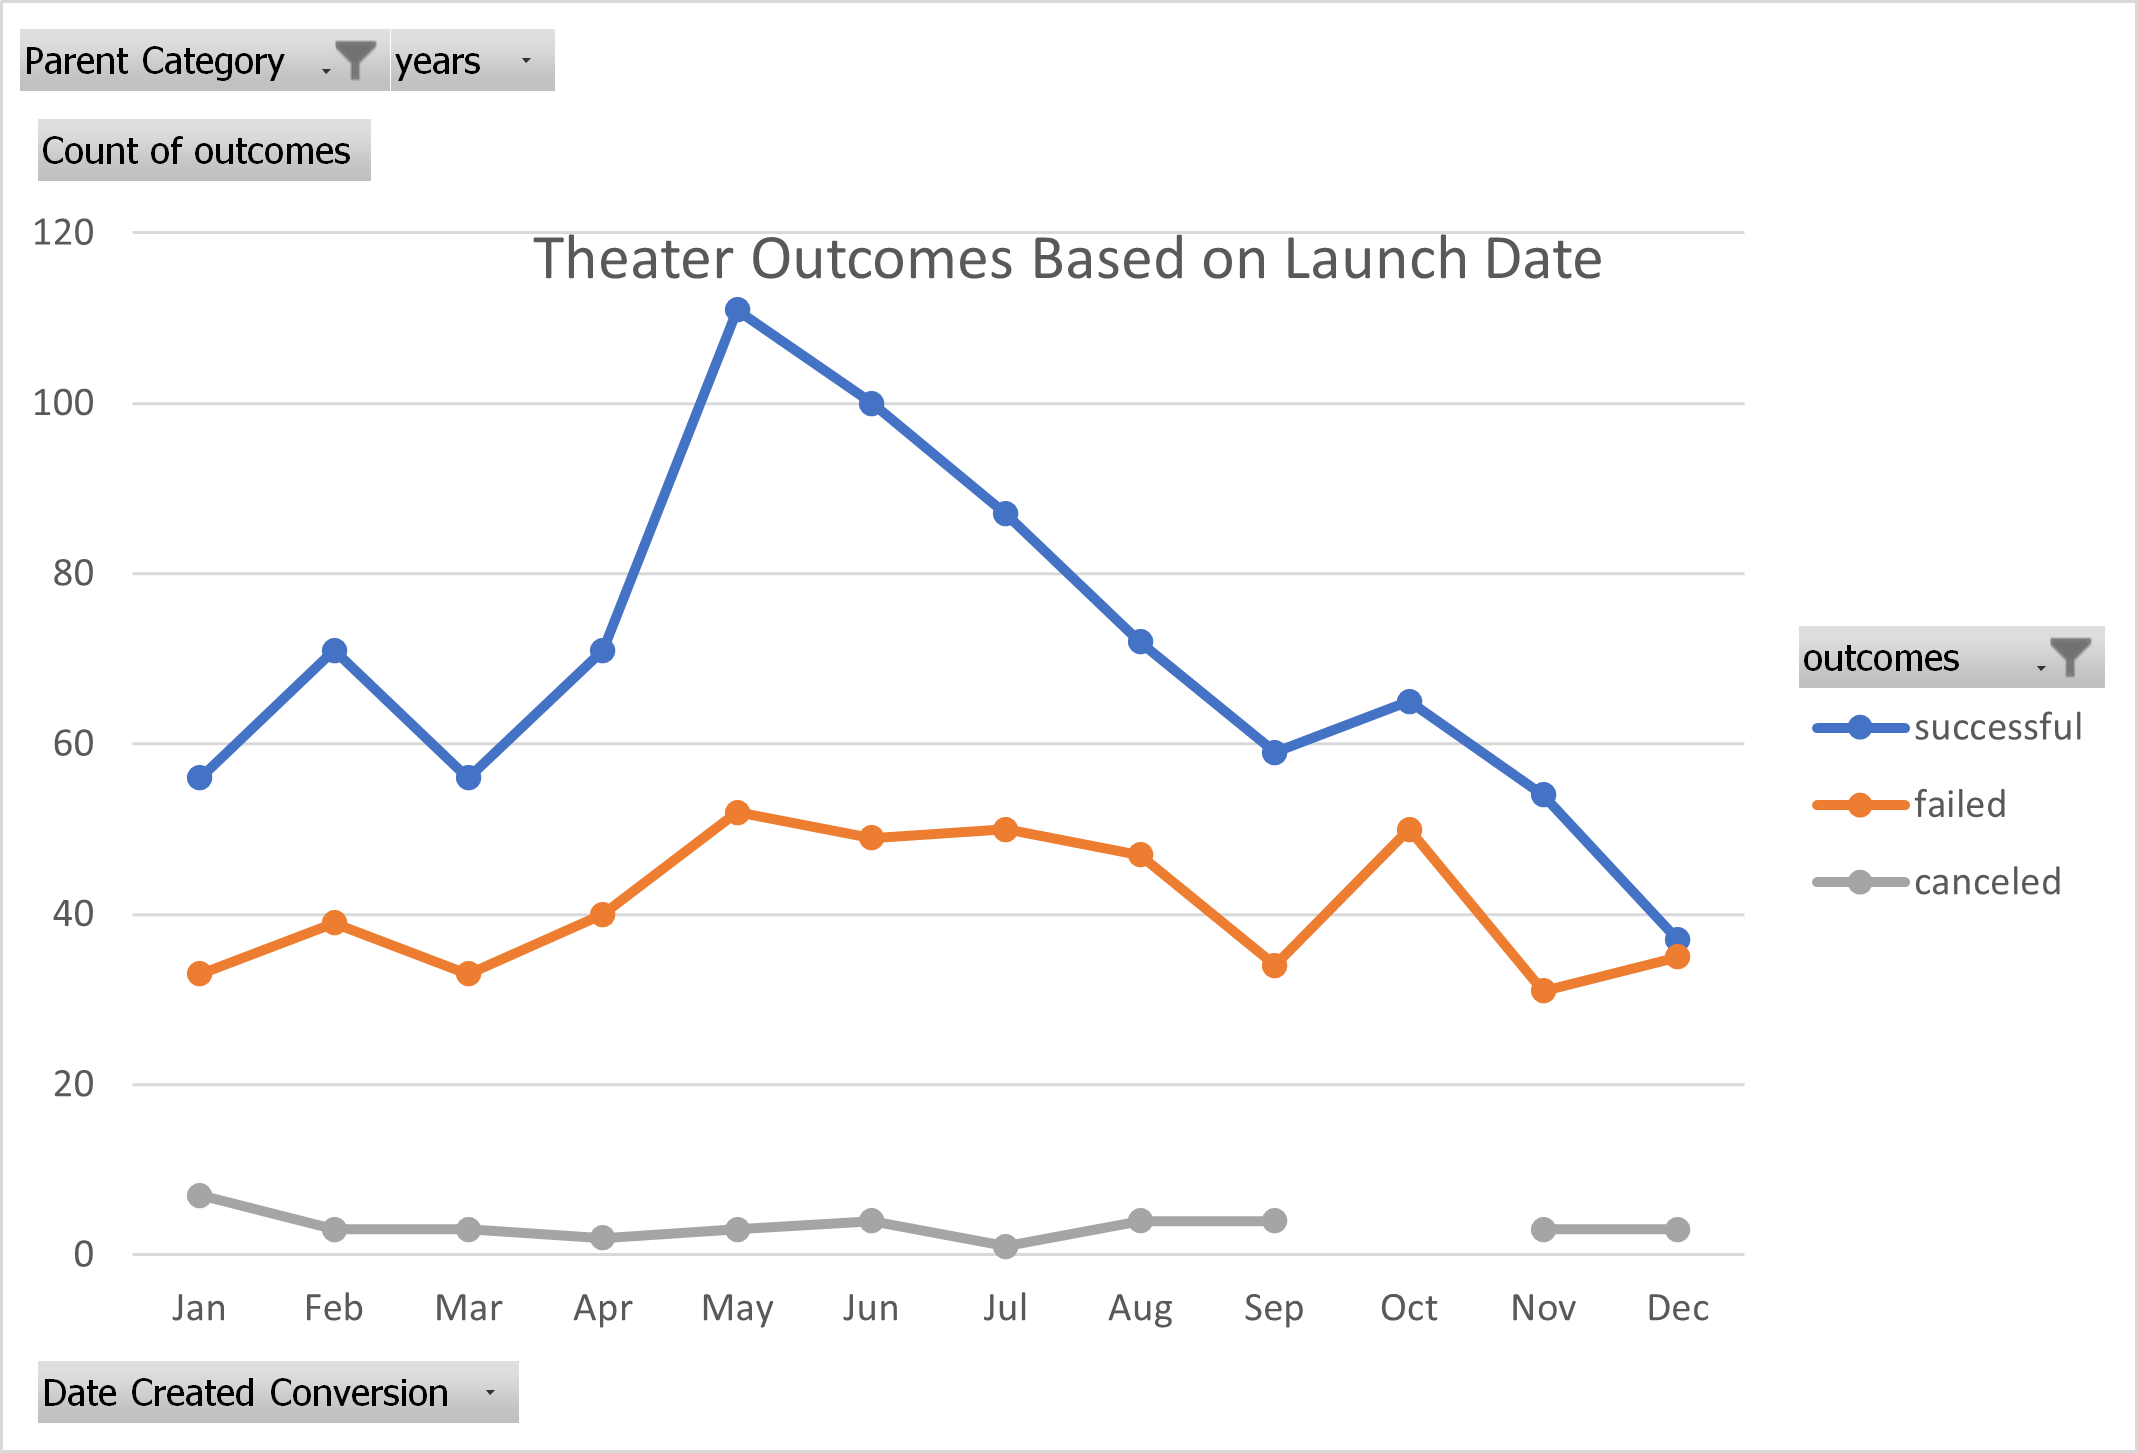 Parent Category years
Count of outcomes
Theater Outcomes Based on Launch Date
120
100
80
60
40
20
0
Jan Feb Mar Apr May Jun Jul Aug Sep Oct Nov Dec
outcomes
successful
failed
canceled
Date Created Conversion